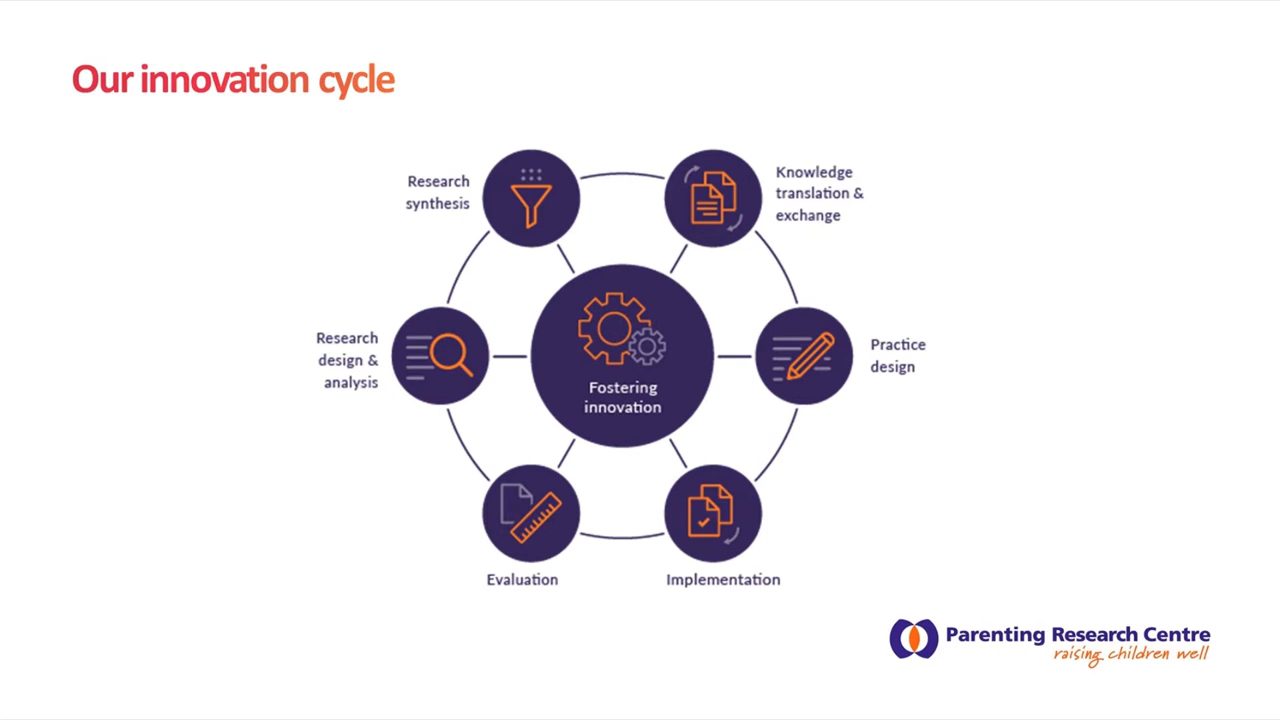 Our innovation cycle
Research
synthesis
Knowledge
translation &
exchange
Research
design &
analysis
Fostering
innovation
Practice
design
Evaluation
Implementation
Parenting Research Centre
raising children well